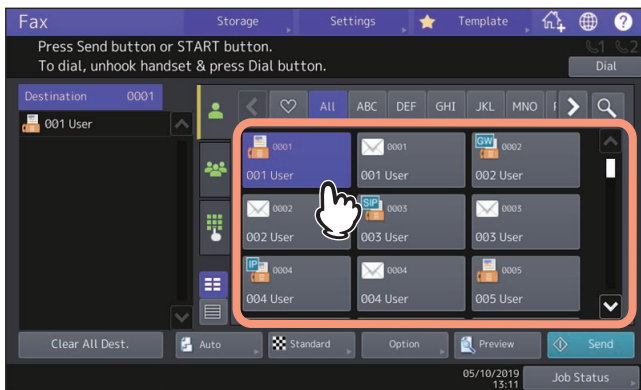 Fax
Storage
Settings
Template
?
Press Send button or START button.
To dial, unhook handset & press Dial button.
1 2
Dial
Destination 0001
001 User
All ABC DEF GHI JKL MNO
0001
001 User
0001
001 User
GW 0002
002 User
0002
002 User
SIP 0003
003 User
0003
003 User
IP 0004
004 User
0004
004 User
0005
005 User
Clear All Dest.
Auto
Standard
Option
Preview
Send
05/10/2019
13:11
Job Status